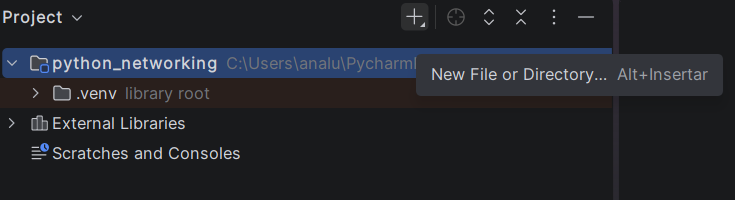 Project
python_networking C:\Users\analu\Pycharm
New File or Directory... Alt+Insertar
.venv library root
External Libraries
Scratches and Consoles